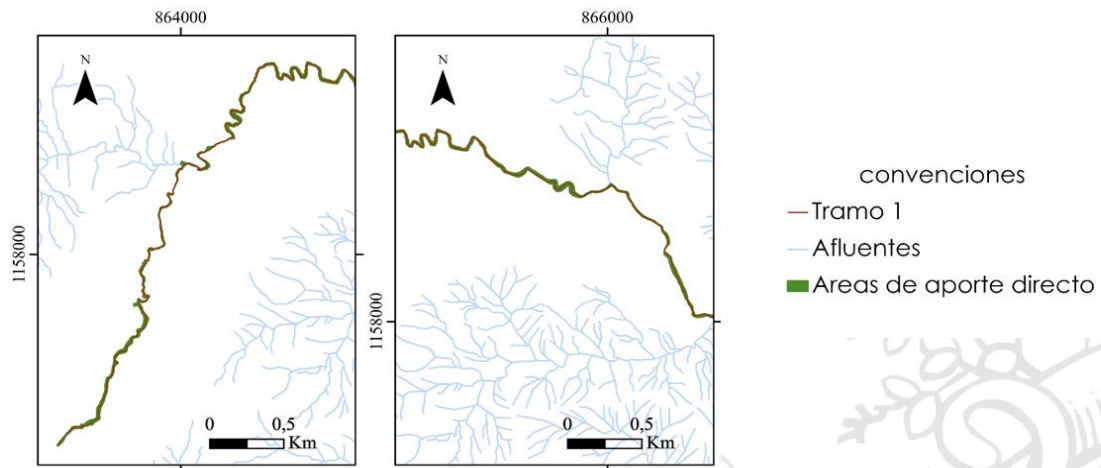 864000
866000
N
N
convenciones
Tramo 1
Afluentes
Areas de aporte directo
1158000
1158000
0 0,5
Km
0 0,5
Km